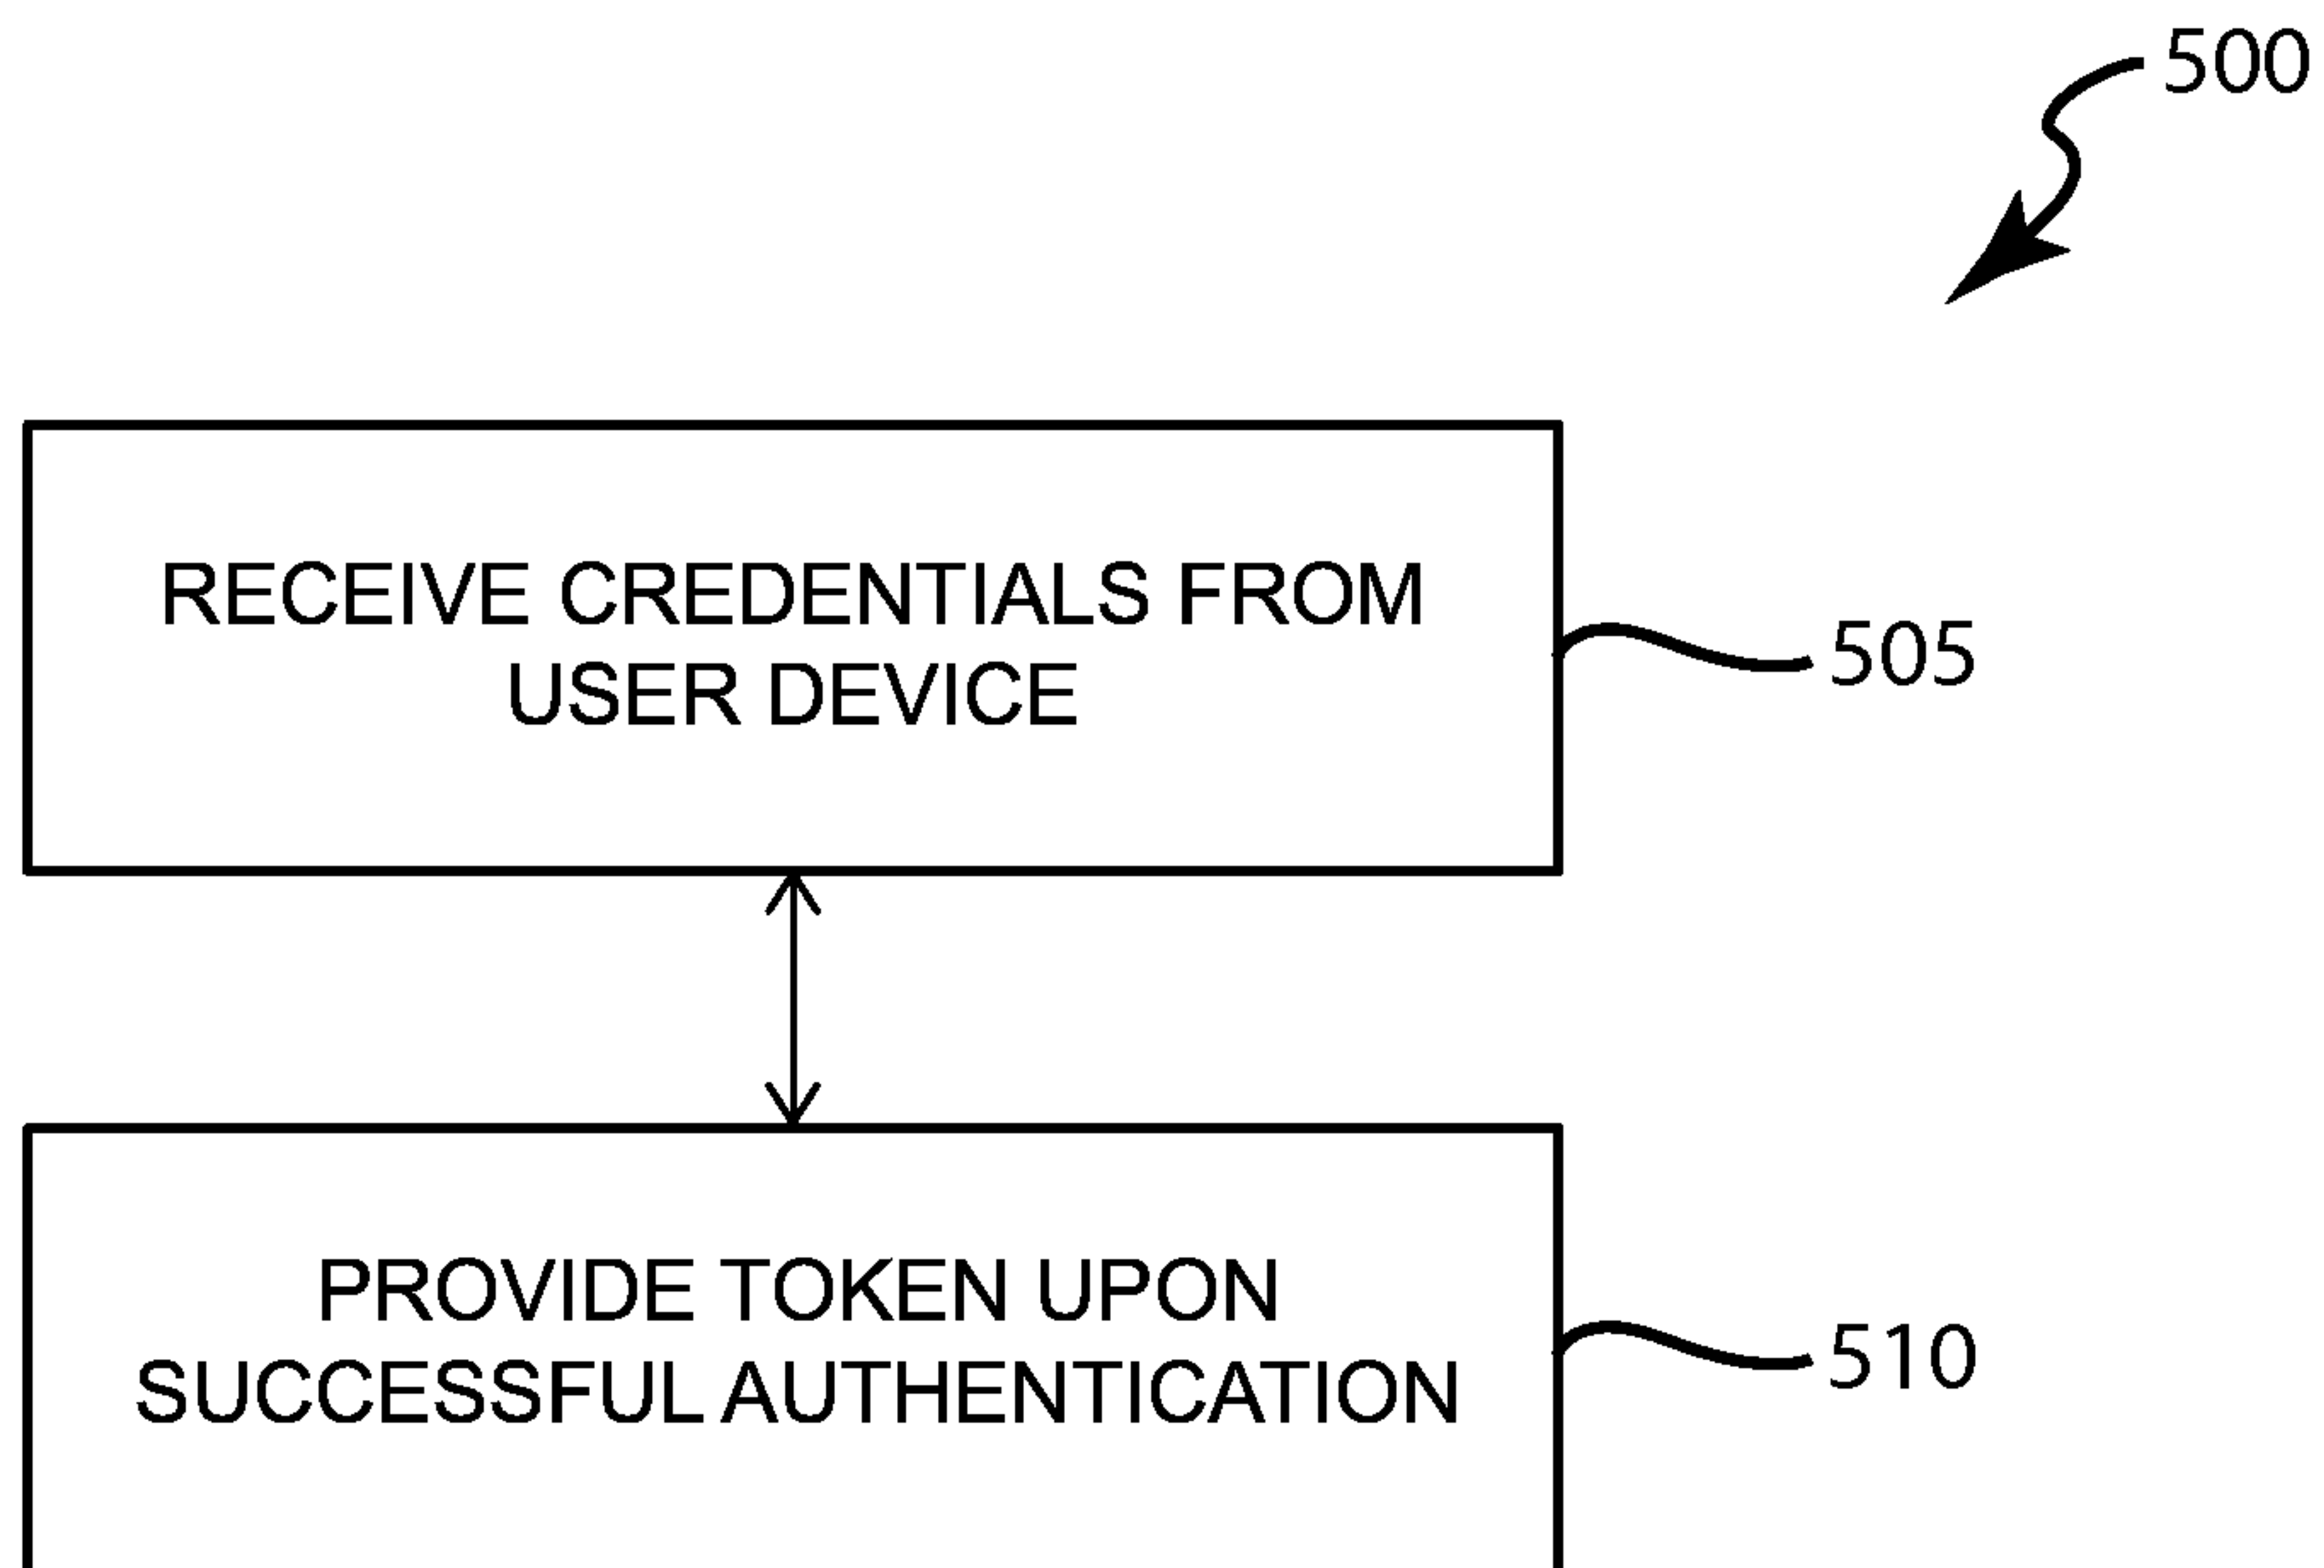 500
RECEIVE CREDENTIALS FROM
USER DEVICE
505
PROVIDE TOKEN UPON
SUCCESSFUL AUTHENTICATION
510